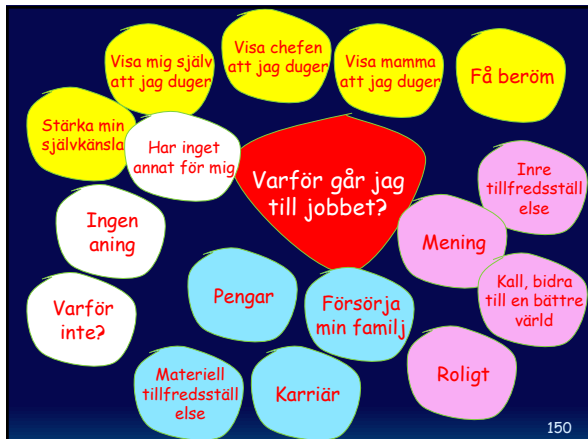 Visa mig själv
att jag duger
Visa chefen
att jag duger
Visa mamma
att jag duger
Få beröm
Stärka min
självkänsla
Har inget
annat för mig
Varför går jag
till jobbet?
Inre
tillfredsställ
else
Ingen
aning
Mening
Kall, bidra
till en bättre
värld
Varför
inte?
Pengar
Försörja
min familj
Materiell
tillfredsställ
else
Karriär
Roligt
150